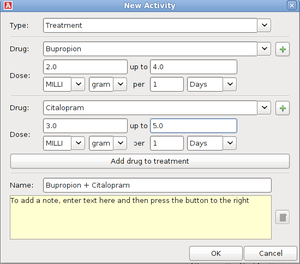 New Activity
Type: Treatment
Drug: Bupropion
Dose: 2.0 up to 4.0
MILLI gram per 1 Days
Drug: Citalopram
Dose: 3.0 up to 5.0
MILLI gram per 1 Days
Add drug to treatment
Name: Bupropion + Citalopram
To add a note, enter text here and then press the button to the right
OK Cancel